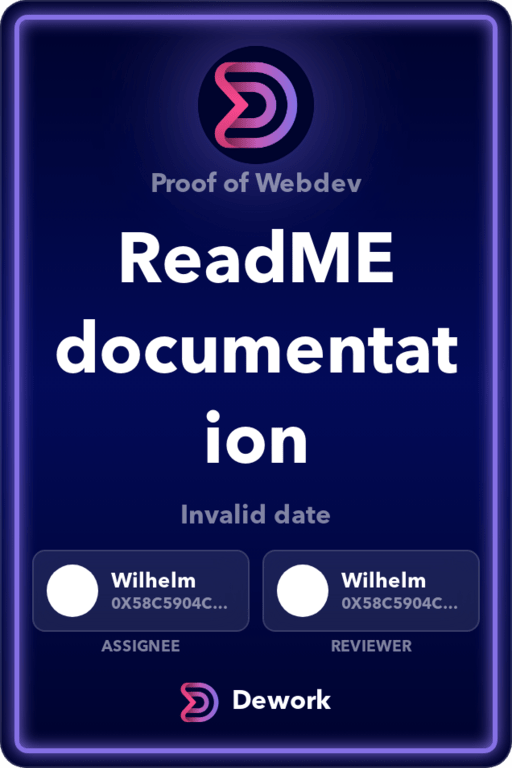 Proof of Webdev
ReadME
documentat
ion
Invalid date
Wilhelm
0X58C5904C...
ASSIGNEE
Wilhelm
0X58C5904C...
REVIEWER
Dework